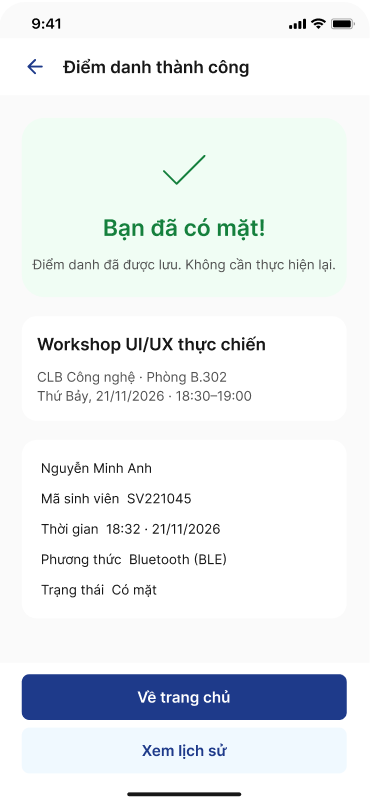 9:41
Điểm danh thành công
Bạn đã có mặt!
Điểm danh đã được lưu. Không cần thực hiện lại.
Workshop UI/UX thực chiến
CLB Công nghệ · Phòng B.302
Thứ Bảy, 21/11/2026 · 18:30–19:00
Nguyễn Minh Anh
Mã sinh viên SV221045
Thời gian 18:32 · 21/11/2026
Phương thức Bluetooth (BLE)
Trạng thái Có mặt
Về trang chủ
Xem lịch sử